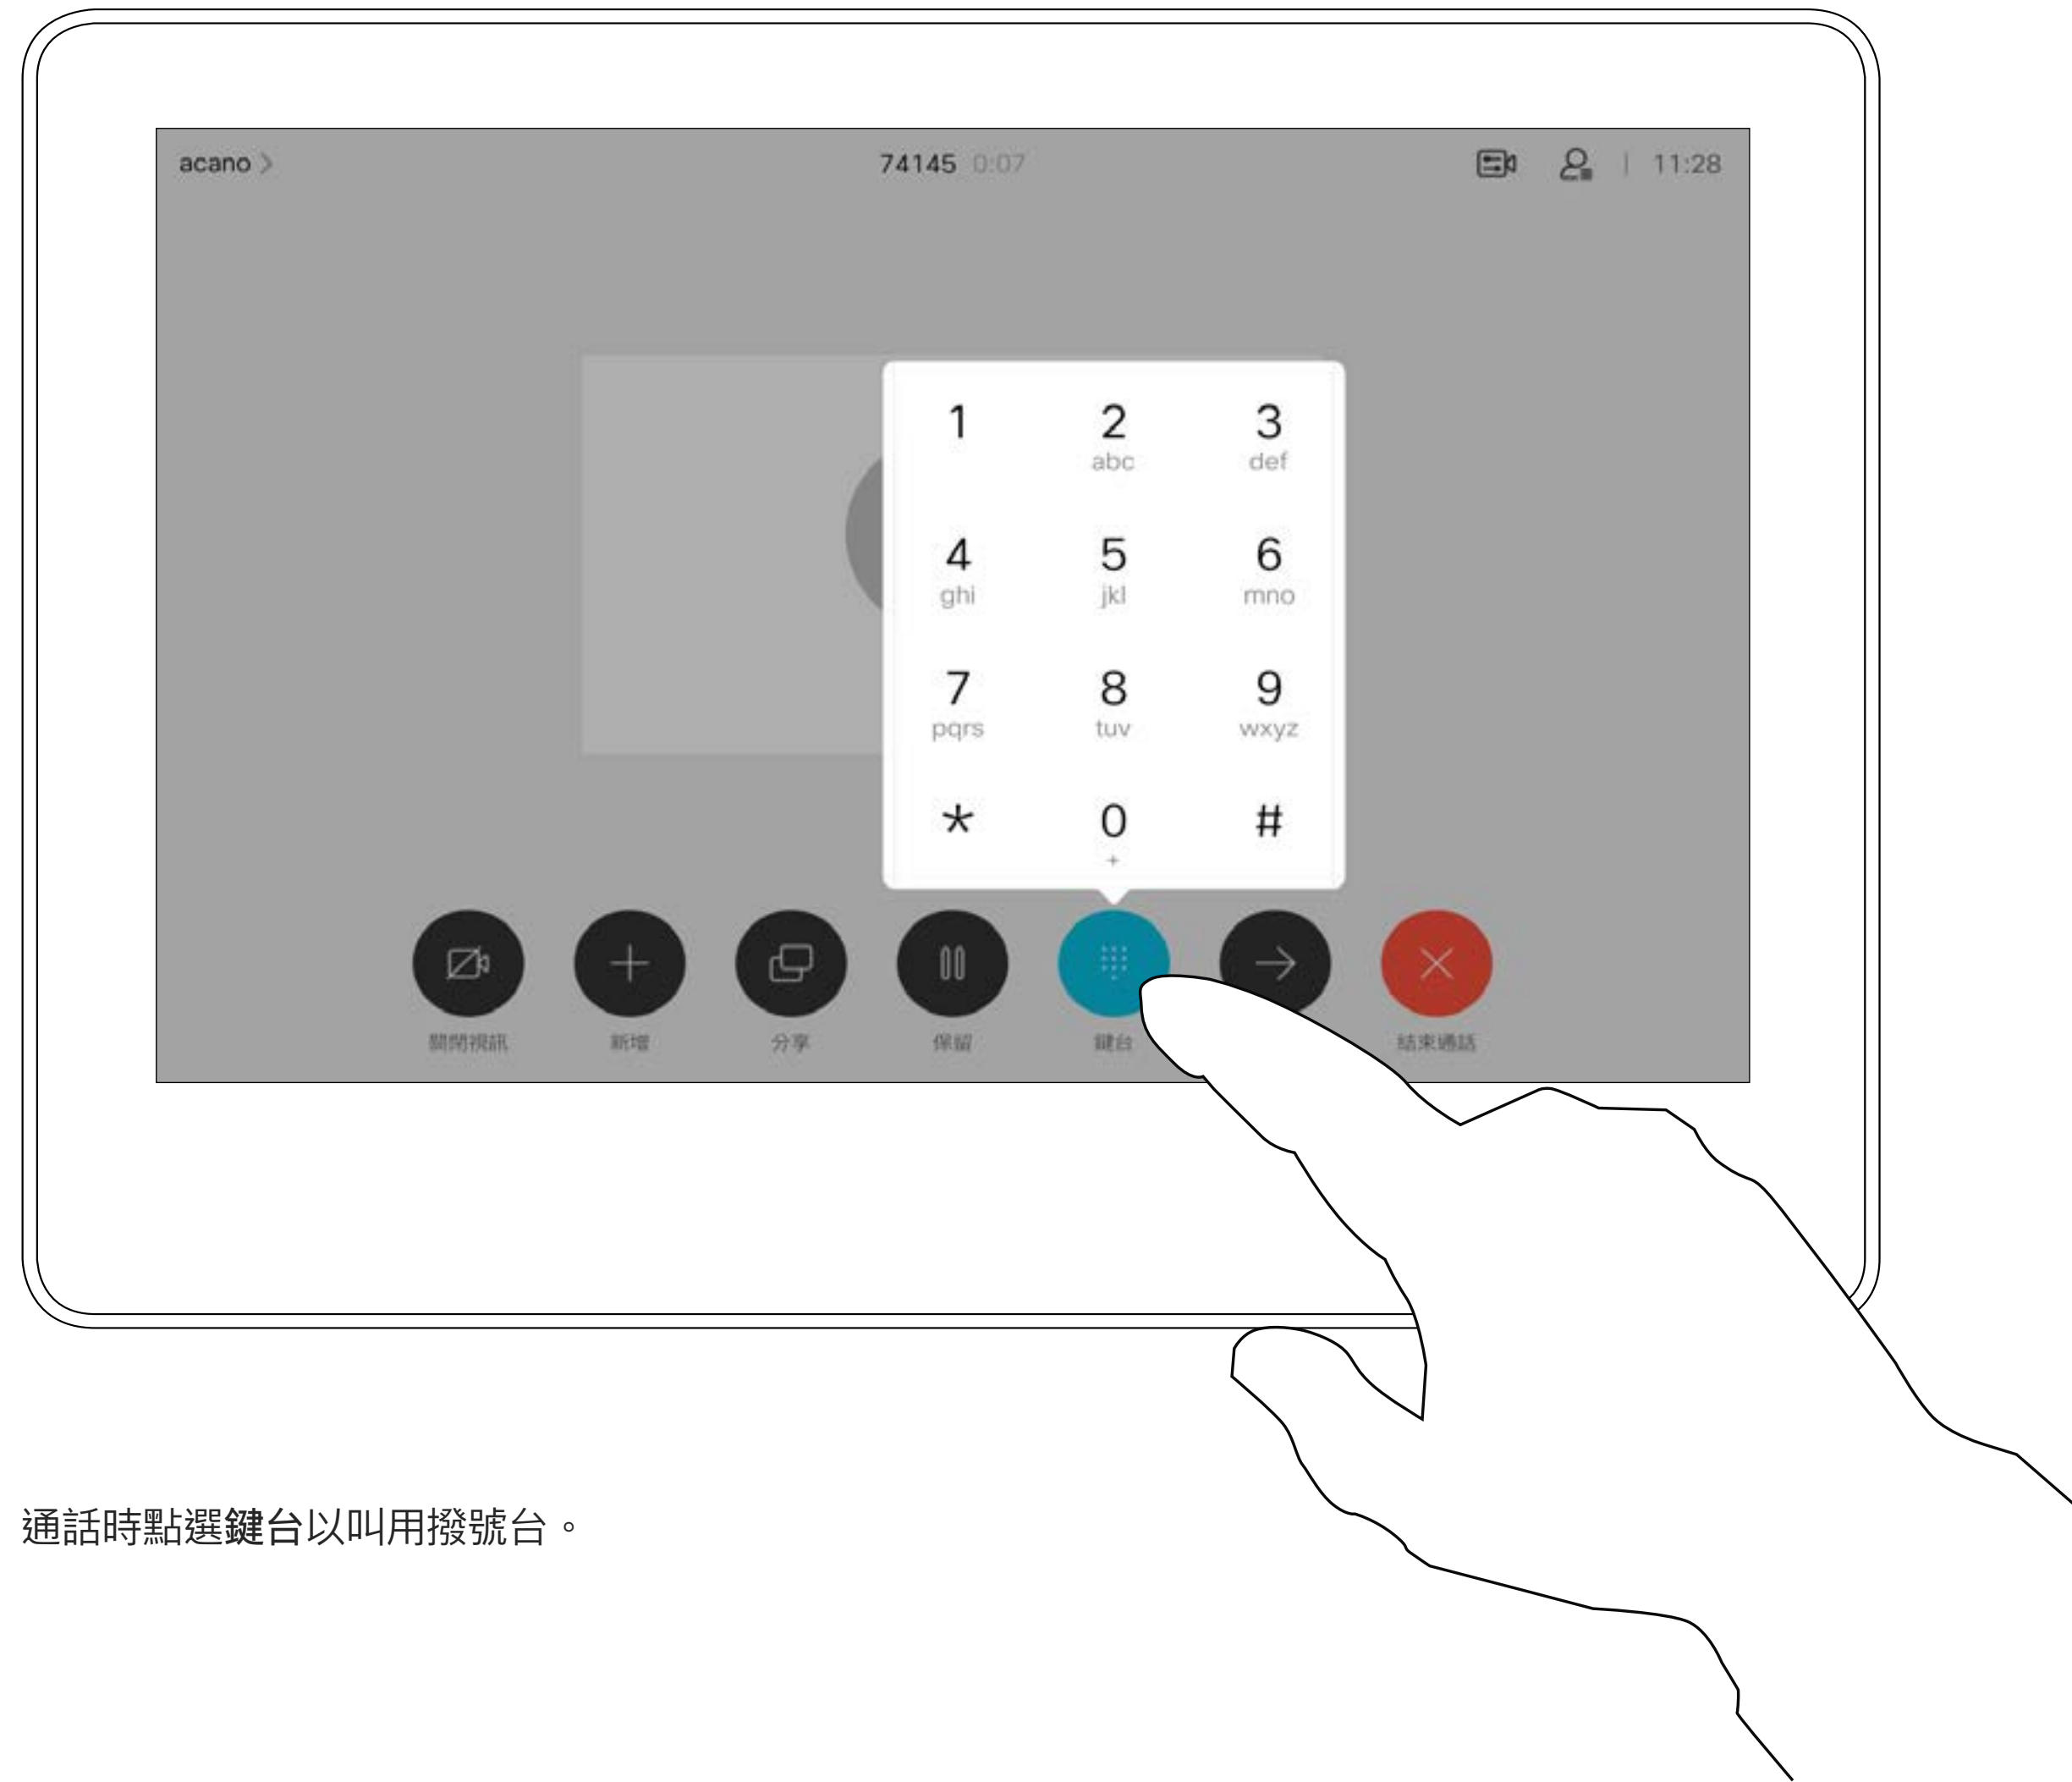 acano >
74145 0:07
11:28
1 2 3
abc def
4 5 6
ghi jkl mno
7 8 9
pqrs tuv wxyz
* 0 #
+
關閉視訊 新增 分享 保留 鍵台 結束通話
通話時點選鍵台以叫用撥號台。